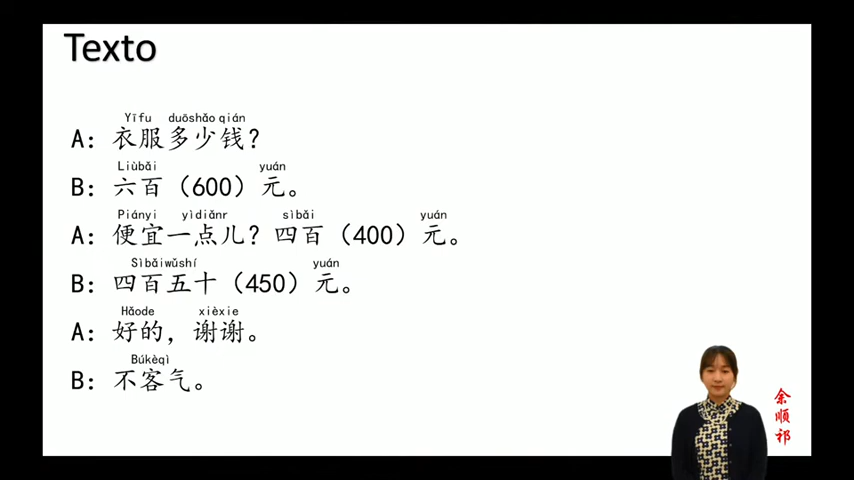 Texto
Yīfu duōshǎo qián
A：衣服多少钱？
Liùbǎi yuán
B：六百（600）元。
Piányi yìdiǎnr sìbǎi yuán
A：便宜一点儿？四百（400）元。
Sìbǎiwǔshí yuán
B：四百五十（450）元。
Hǎode xièxie
A：好的，谢谢。
Búkèqì
B：不客气。
余顺祁